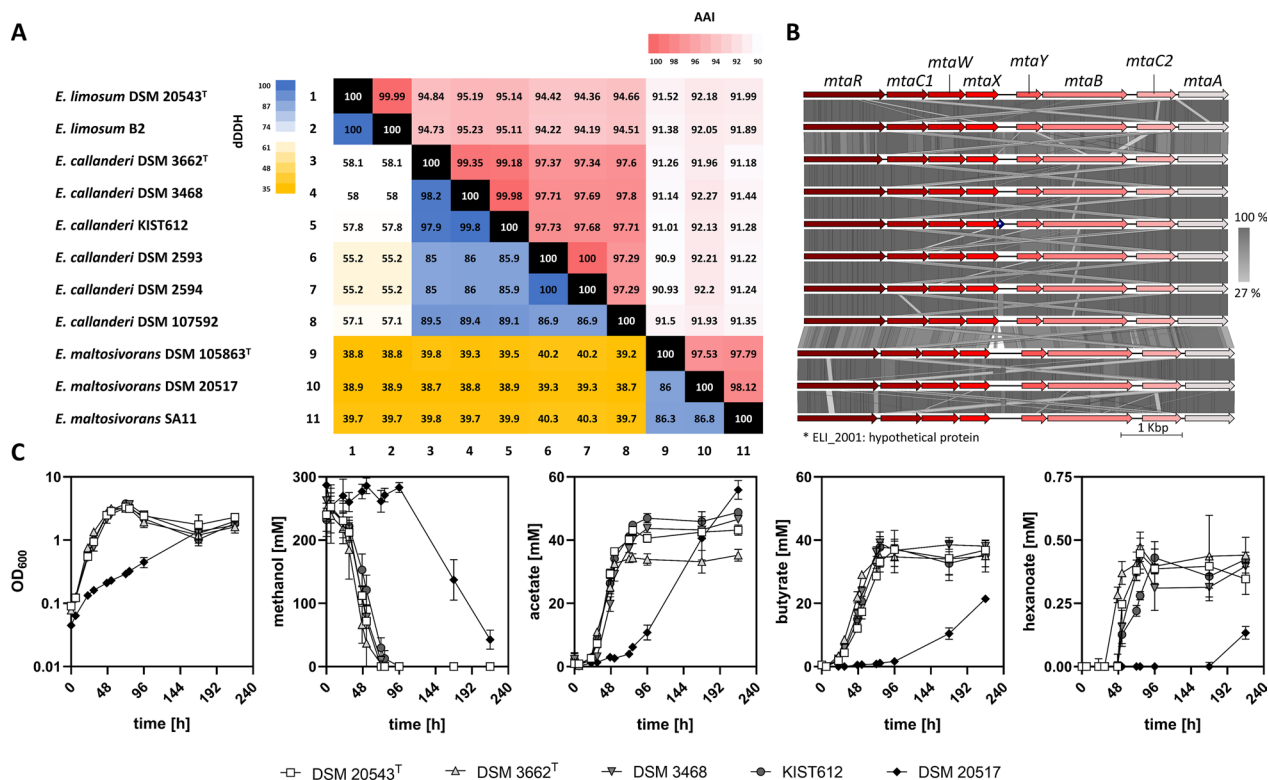 A
AAI
100 98 96 94 92 90
dDDH
100
87
74
61
48
35
E. limosum DSM 20543T 1 100 99.99 94.84 95.19 95.14 94.42 94.36 94.66 91.52 92.18 91.99
E. limosum B2 2 100 100 94.73 95.23 95.11 94.22 94.19 94.51 91.38 92.05 91.89
E. callanderi DSM 3662T 3 58.1 58.1 100 99.35 99.18 97.37 97.34 97.6 91.26 91.96 91.18
E. callanderi DSM 3468 4 58 58 98.2 100 99.98 97.71 97.69 97.8 91.14 92.27 91.44
E. callanderi KIST612 5 57.8 57.8 97.9 99.8 100 97.73 97.68 97.71 91.01 92.13 91.28
E. callanderi DSM 2593 6 55.2 55.2 85 86 85.9 100 100 97.29 90.9 92.21 91.22
E. callanderi DSM 2594 7 55.2 55.2 85 86 85.9 100 100 97.29 90.93 92.2 91.24
E. callanderi DSM 107592 8 57.1 57.1 89.5 89.4 89.1 86.9 86.9 100 91.5 91.93 91.35
E. maltosivorans DSM 105863T 9 38.8 38.8 39.8 39.3 39.5 40.2 40.2 39.2 100 97.53 97.79
E. maltosivorans DSM 20517 10 38.9 38.9 38.7 38.8 38.9 39.3 39.3 38.7 86 100 98.12
E. maltosivorans SA11 11 39.7 39.7 39.8 39.7 39.9 40.3 40.3 39.7 86.3 86.8 100
1 2 3 4 5 6 7 8 9 10 11
B
mtaR mtaC1 mtaW mtaX mtaY mtaB mtaC2 mtaA
*
100 %
27 %
* ELI_2001: hypothetical protein
1 Kbp
C
OD600
10
1
0.1
0.01
0 48 96 144 192 240
time [h]
methanol [mM]
300
200
100
0
0 48 96 144 192 240
time [h]
acetate [mM]
60
40
20
0
0 48 96 144 192 240
time [h]
butyrate [mM]
60
40
20
0
0 48 96 144 192 240
time [h]
hexanoate [mM]
0.75
0.50
0.25
0.00
0 48 96 144 192 240
time [h]
DSM 20543T DSM 3662T DSM 3468 KIST612 DSM 20517